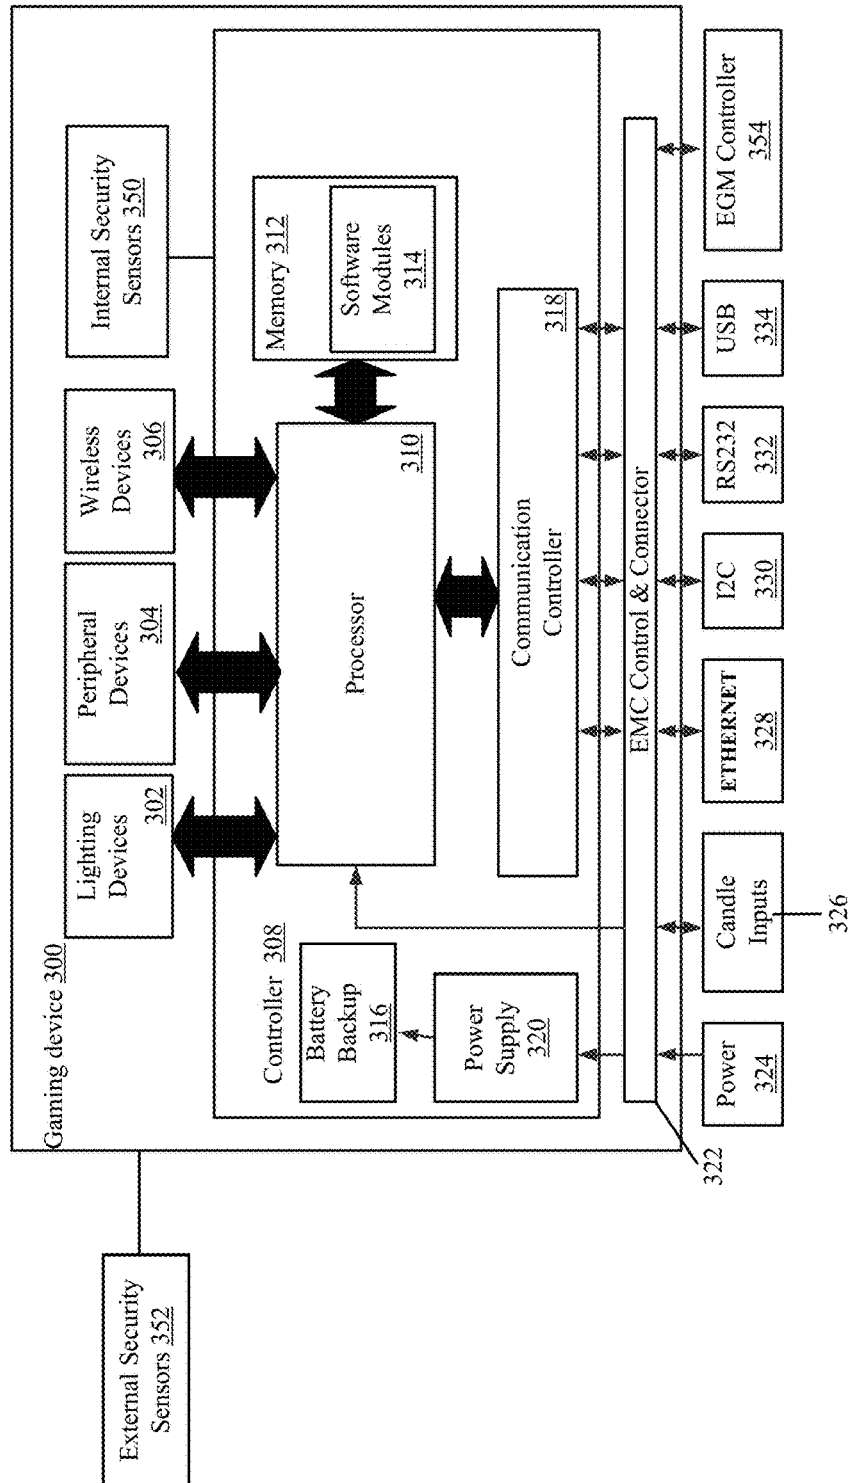 External Security
Sensors 352
Gaming device 300
Lighting
Devices
302
Peripheral
Devices
304
Wireless
Devices
306
Internal Security
Sensors 350
Controller 308
Battery
Backup
316
Power
Supply
320
Processor
310
Memory 312
Software
Modules
314
Communication
Controller
318
EMC Control & Connector
322
Power
324
Candle
Inputs
326
ETHERNET
328
I2C
330
RS232
332
USB
334
EGM Controller
354